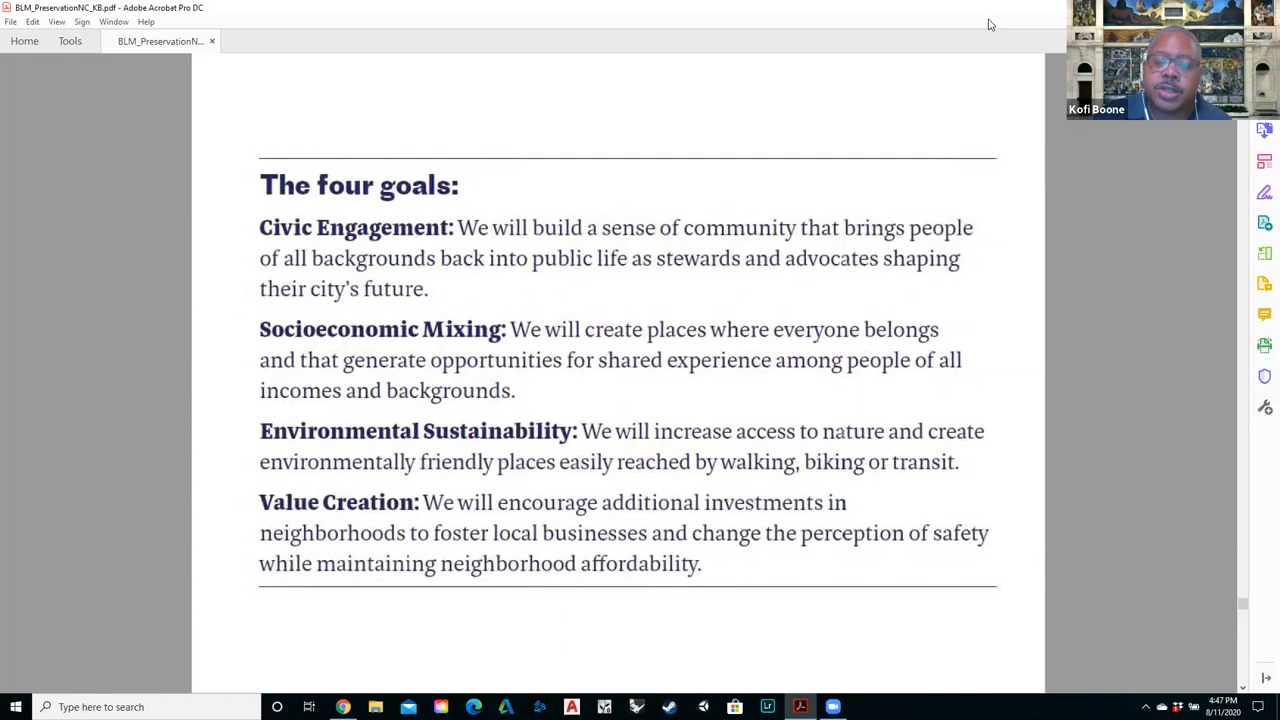 BLM_PreservationNC_KB.pdf - Adobe Acrobat Pro DC
File Edit View Sign Window Help
Home Tools BLM_PreservationN... ×
Kofi Boone
The four goals:
Civic Engagement: We will build a sense of community that brings people
of all backgrounds back into public life as stewards and advocates shaping
their city's future.
Socioeconomic Mixing: We will create places where everyone belongs
and that generate opportunities for shared experience among people of all
incomes and backgrounds.
Environmental Sustainability: We will increase access to nature and create
environmentally friendly places easily reached by walking, biking or transit.
Value Creation: We will encourage additional investments in
neighborhoods to foster local businesses and change the perception of safety
while maintaining neighborhood affordability.
Type here to search
4:47 PM
8/11/2020